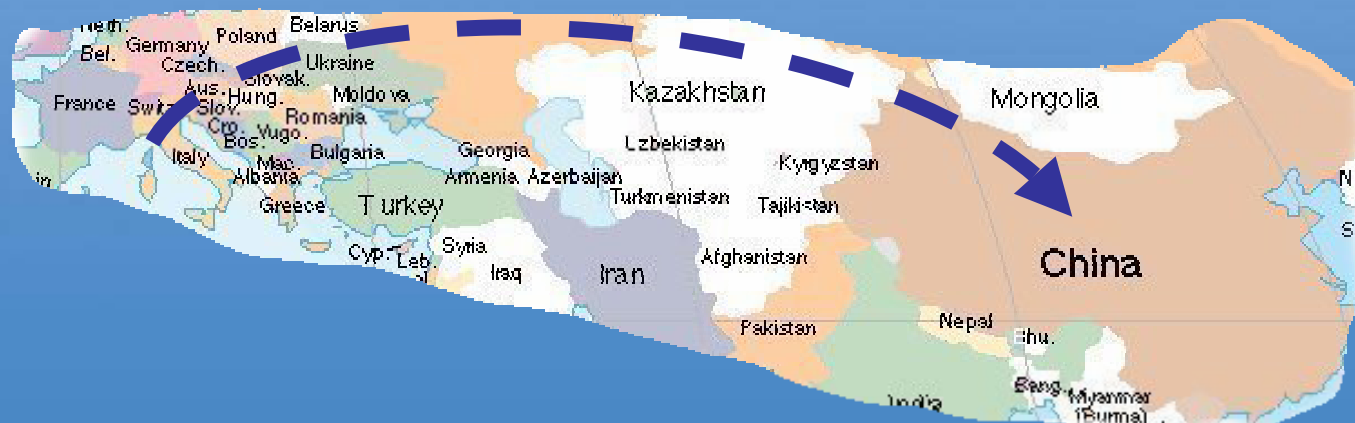 Neth.
Belarus
Poland
Germany
Bel.
Czech.
Ukraine
Slovak.
Aus.
Hung.
Moldova
Kazakhstan
Mongolia
France
Switz
Slov.
Cro.
Romania
Yugo.
Bos.
Uzbekistan
Italy
Mac.
Bulgaria
Georgia
Kyrgyzstan
Albania
Armenia
Azerbaijan
Turkmenistan
Tajikistan
Greece
Turkey
N
S
Cyp.
Leb.
Syria
Iraq
Iran
Afghanistan
China
Pakistan
Nepal
Bhu.
Bang.
Myanmar
(Burma)
India